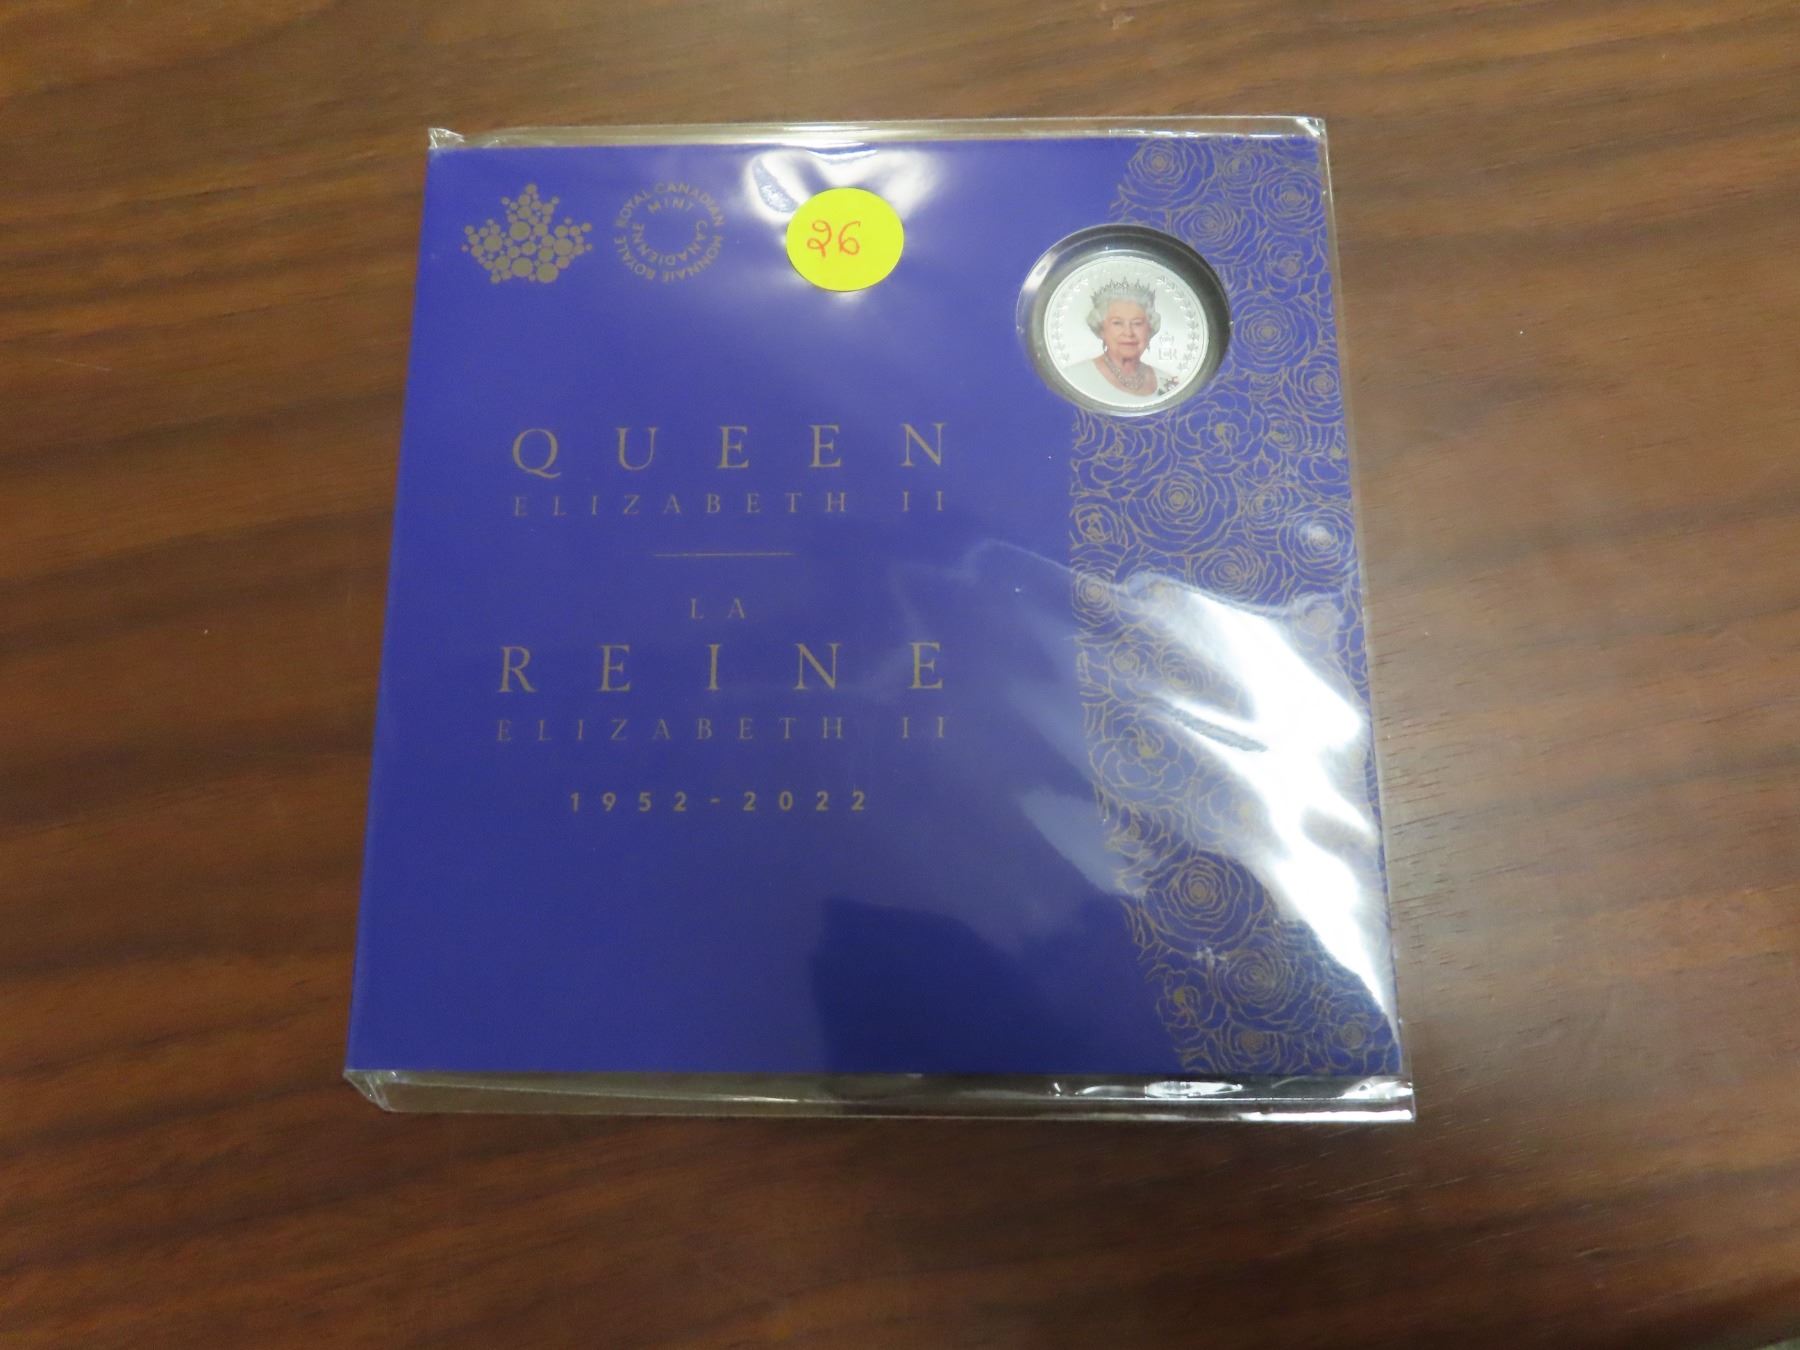 ROYAL CANADIAN MINT
MONNAIE ROYALE CANADIENNE
26
QUEEN
ELIZABETH II
LA
REINE
ELIZABETH II
1952-2022